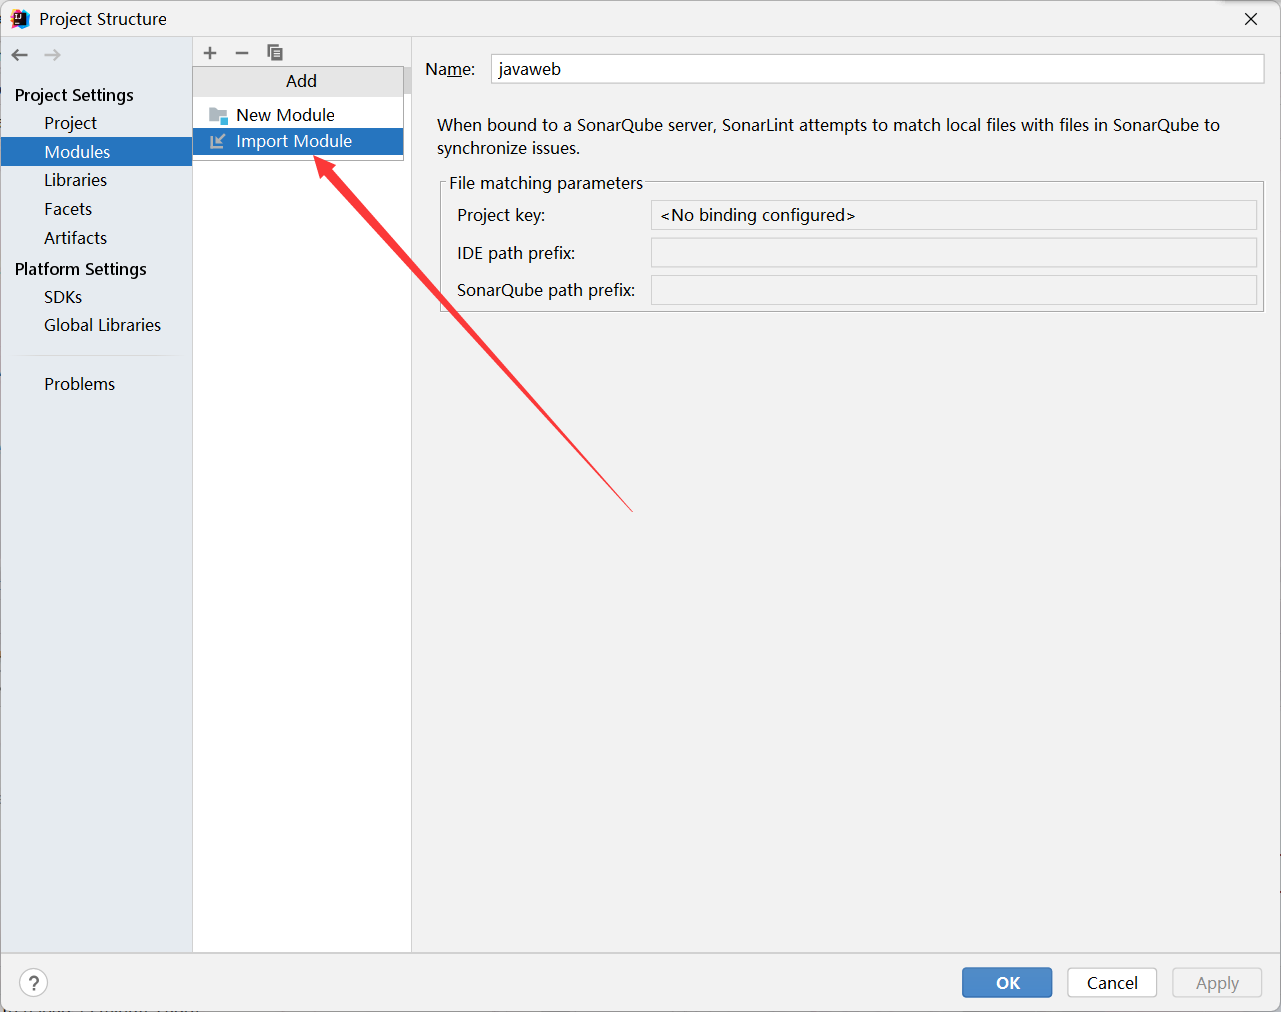 Project Structure
Project Settings
Project
Modules
Libraries
Facets
Artifacts
Platform Settings
SDKs
Global Libraries
Problems
Add
New Module
Import Module
Name:
javaweb
When bound to a SonarQube server, SonarLint attempts to match local files with files in SonarQube to
synchronize issues.
File matching parameters
Project key:
<No binding configured>
IDE path prefix:
SonarQube path prefix:
?
OK
Cancel
Apply